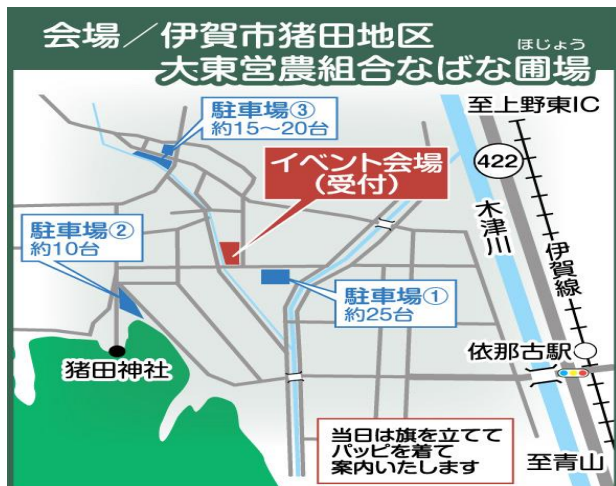 会場／伊賀市猪田地区
ほじょう
大東営農組合なばな圃場
駐車場③
約15〜20台
至上野東IC
イベント会場
(受付)
422
木津川
伊賀線
駐車場②
約10台
駐車場①
約25台
依那古駅
猪田神社
当日は旗を立てて
パッピを着て
案内いたします
至青山